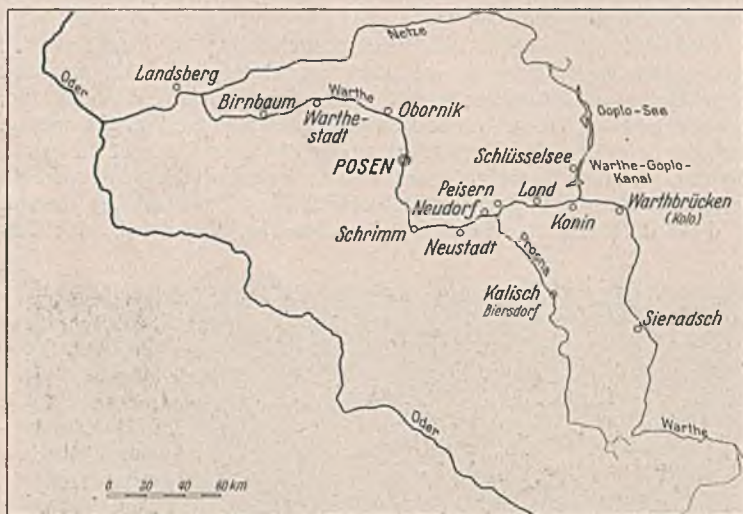 Netze
Oder
Landsberg
Birnbaum
Warthe
Warthe-
stadt
Obornik
Goplo-See
POSEN
Schlüsselsee
Warthe-Goplo-
Kanal
Peisern
Lond
Neudorf
Konin
Warthbrücken
(Kolo)
Schrimm
Neustadt
Prosna
Kalisch
Biersdorf
Sieradsch
Oder
Warthe
0 20 40 60 km